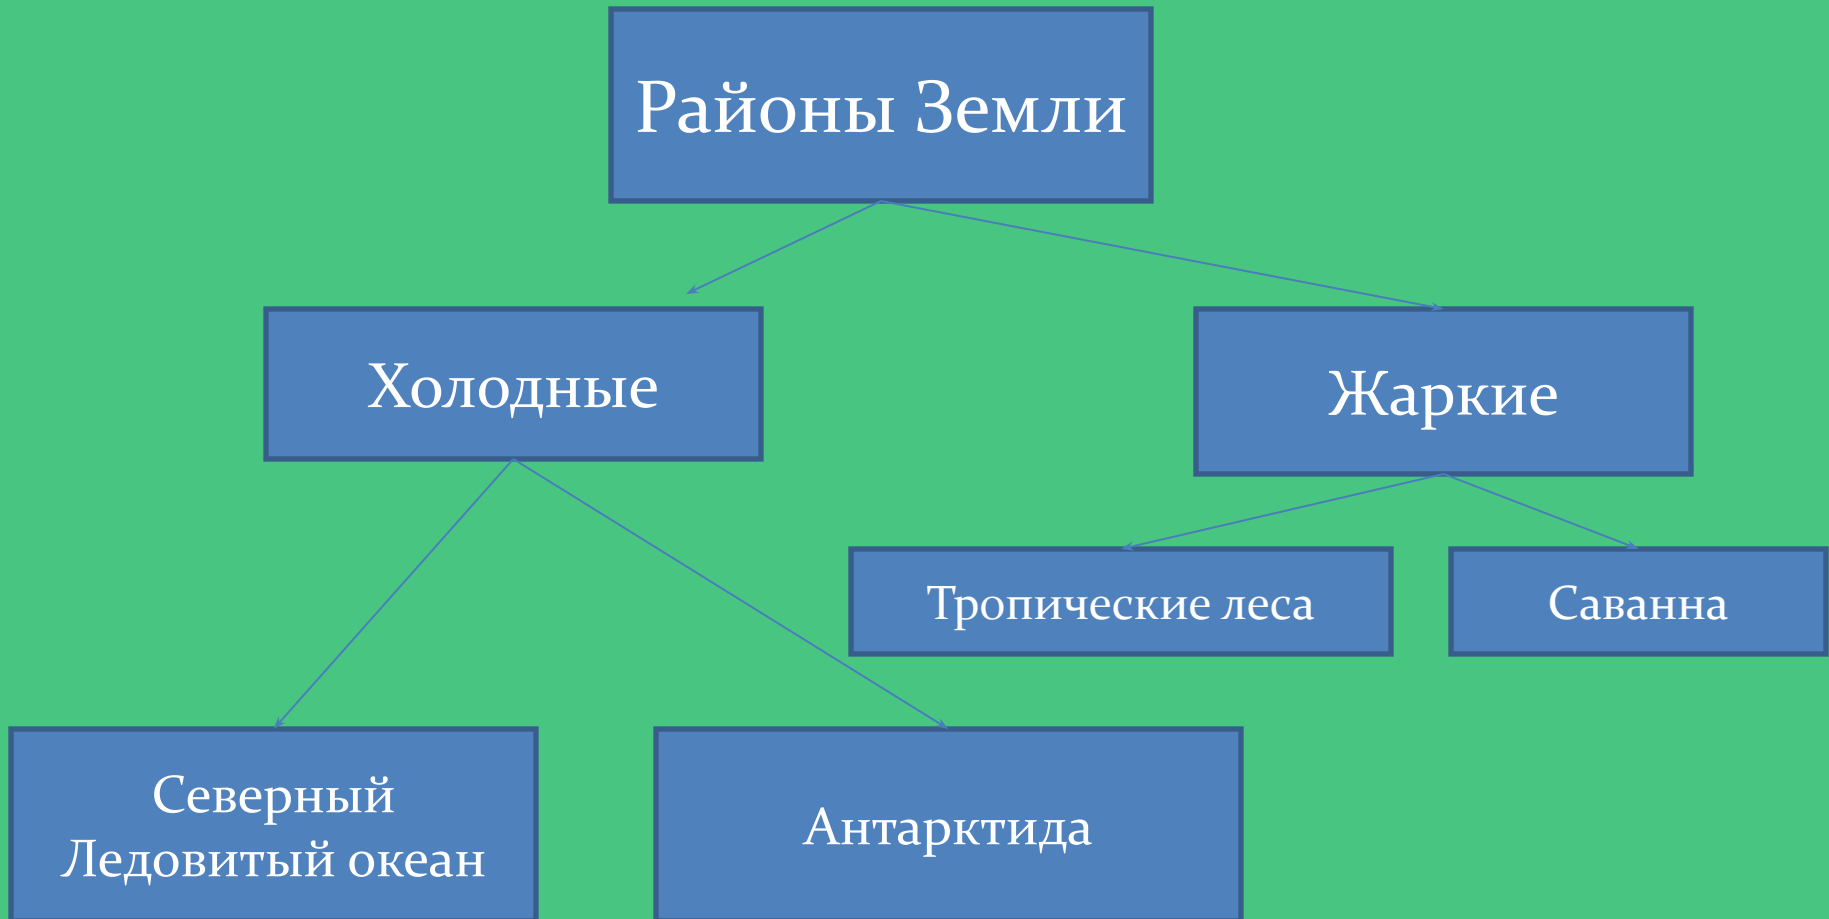 Районы Земли
Холодные
Жаркие
Тропические леса
Саванна
Северный
Ледовитый океан
Антарктида